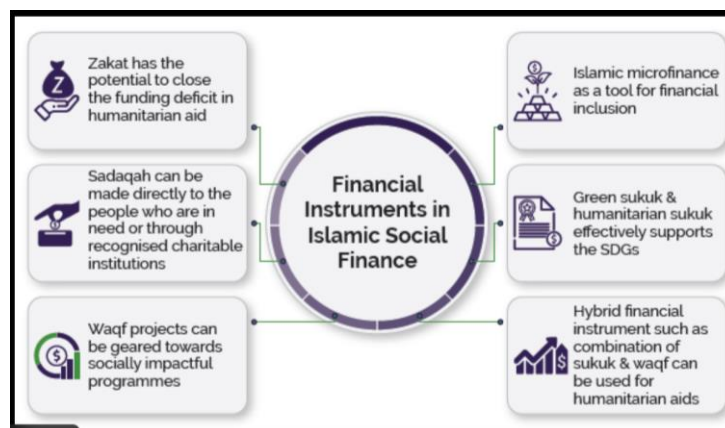 Zakat has the
potential to close
the funding deficit in
humanitarian aid
Z
Sadaqah can be
made directly to the
people who are in
need or through
recognised charitable
institutions
Waqf projects can
be geared towards
socially impactful
programmes
$
Financial
Instruments in
Islamic Social
Finance
Islamic microfinance
as a tool for financial
inclusion
$
Green sukuk &
humanitarian sukuk
effectively supports
the SDGs
$
Hybrid financial
instrument such as
combination of
sukuk & waqf can
be used for
humanitarian aids
$